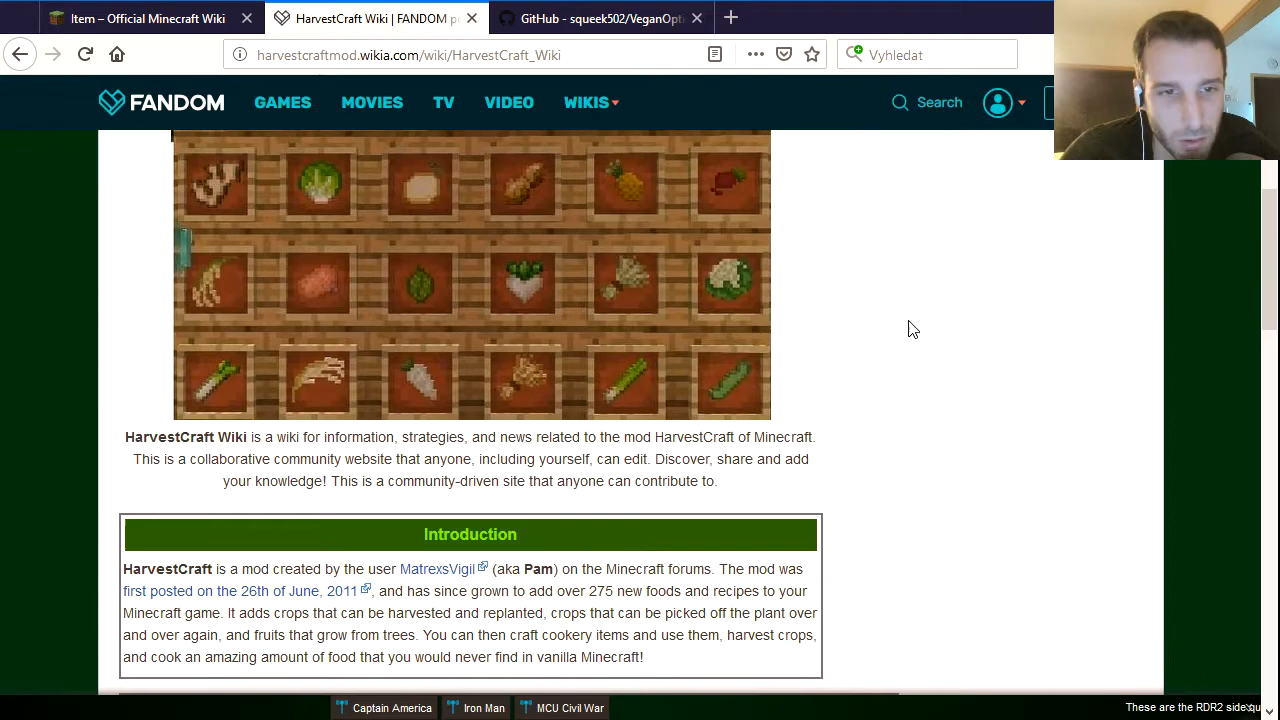 Item – Official Minecraft Wiki
HarvestCraft Wiki | FANDOM po
GitHub - squeek502/VeganOpti
harvestcraftmod.wikia.com/wiki/HarvestCraft_Wiki
Vyhledat
FANDOM GAMES MOVIES TV VIDEO WIKIS Search
HarvestCraft Wiki is a wiki for information, strategies, and news related to the mod HarvestCraft of Minecraft.
This is a collaborative community website that anyone, including yourself, can edit. Discover, share and add
your knowledge! This is a community-driven site that anyone can contribute to.
Introduction
HarvestCraft is a mod created by the user MatrexsVigil (aka Pam) on the Minecraft forums. The mod was
first posted on the 26th of June, 2011 , and has since grown to add over 275 new foods and recipes to your
Minecraft game. It adds crops that can be harvested and replanted, crops that can be picked off the plant over
and over again, and fruits that grow from trees. You can then craft cookery items and use them, harvest crops,
and cook an amazing amount of food that you would never find in vanilla Minecraft!
Captain America Iron Man MCU Civil War
These are the RDR2